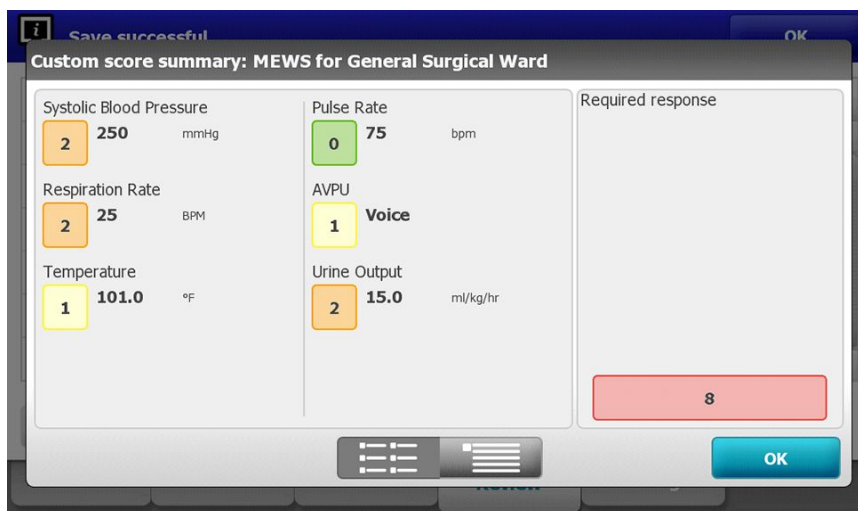 Save successful
OK
Custom score summary: MEWS for General Surgical Ward
Systolic Blood Pressure
2 250 mmHg
Respiration Rate
2 25 BPM
Temperature
1 101.0 °F
Pulse Rate
0 75 bpm
AVPU
1 Voice
Urine Output
2 15.0 ml/kg/hr
Required response
8
OK
Review